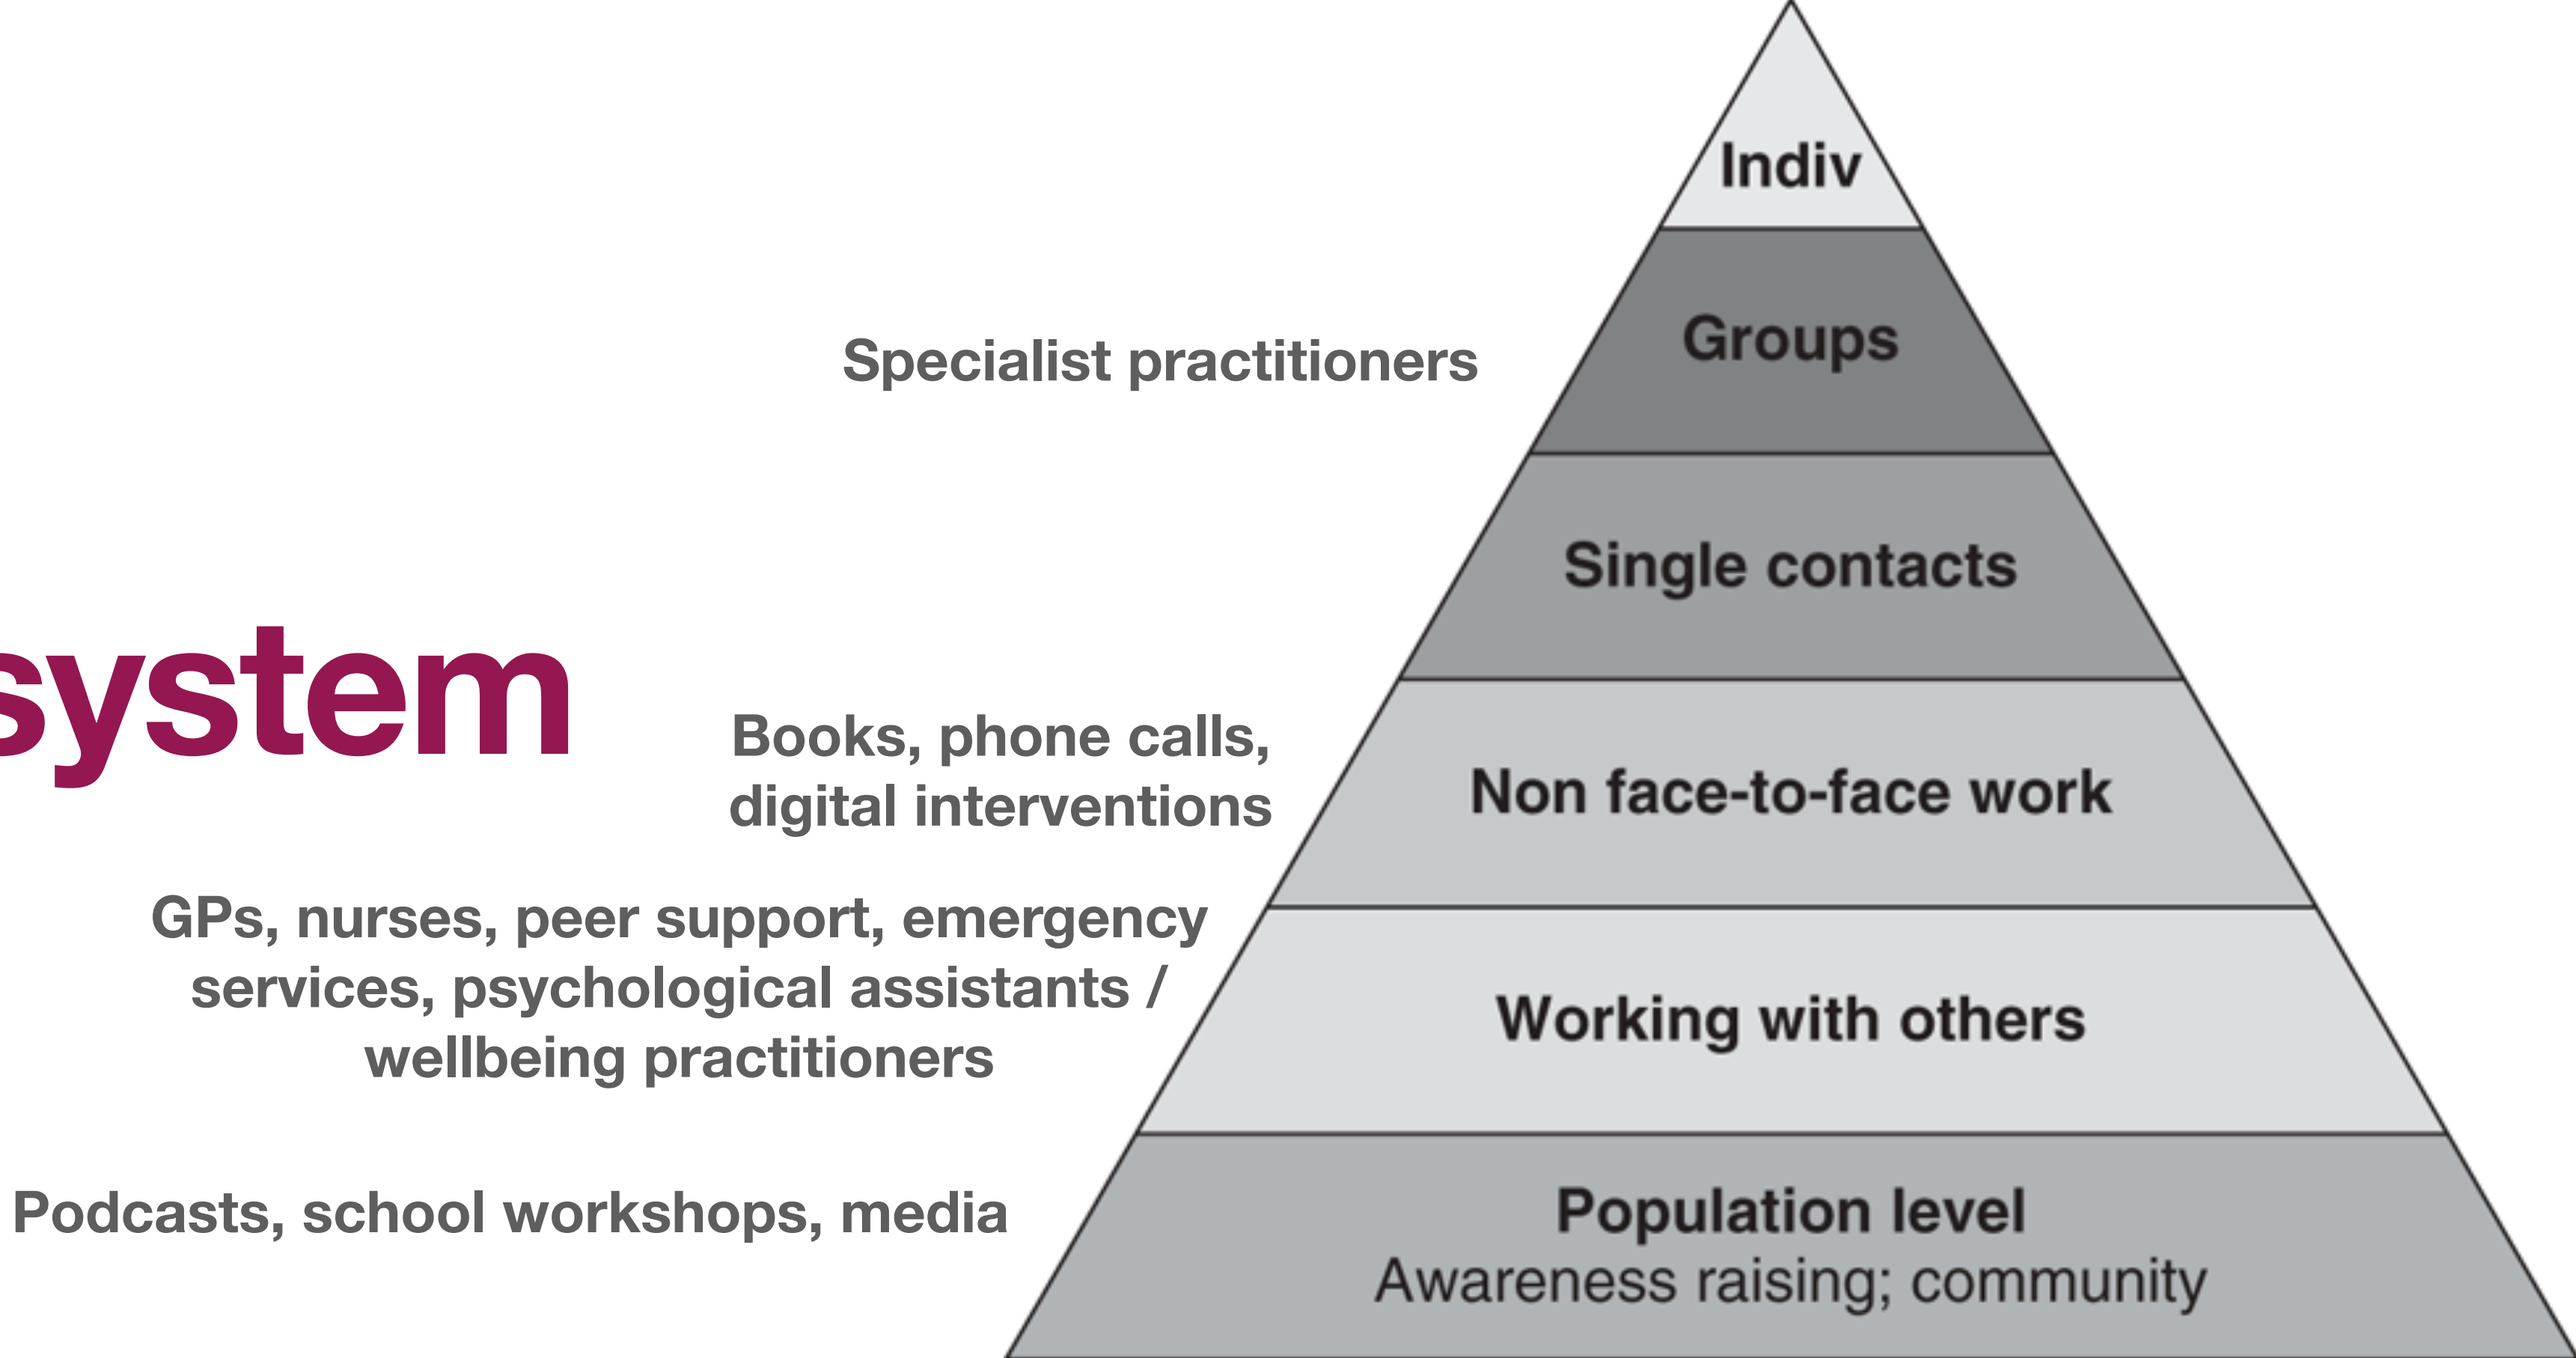 Indiv
Groups
Specialist practitioners
Single contacts
system
Books, phone calls,
digital interventions
Non face-to-face work
GPs, nurses, peer support, emergency
services, psychological assistants /
wellbeing practitioners
Working with others
Podcasts, school workshops, media
Population level
Awareness raising; community